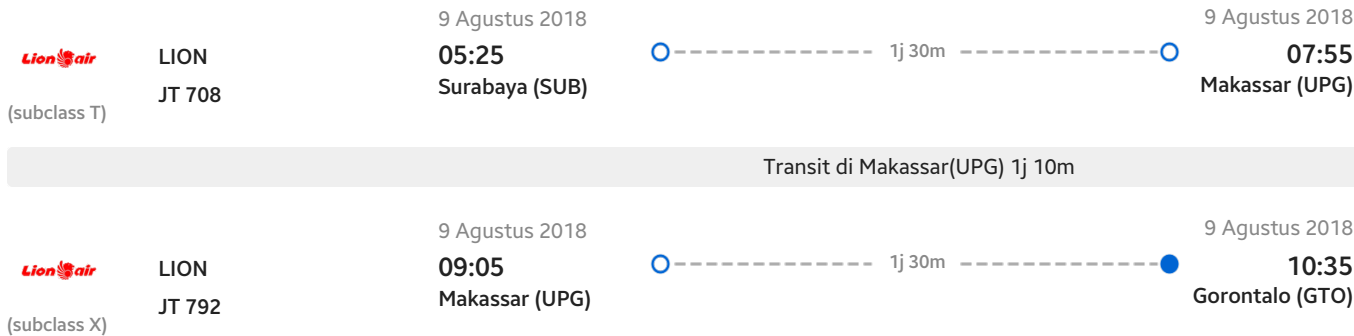 9 Agustus 2018 9 Agustus 2018
Lion air LION 05:25 1j 30m 07:55
JT 708 Surabaya (SUB) Makassar (UPG)
(subclass T)
Transit di Makassar(UPG) 1j 10m
9 Agustus 2018 9 Agustus 2018
Lion air LION 09:05 1j 30m 10:35
JT 792 Makassar (UPG) Gorontalo (GTO)
(subclass X)